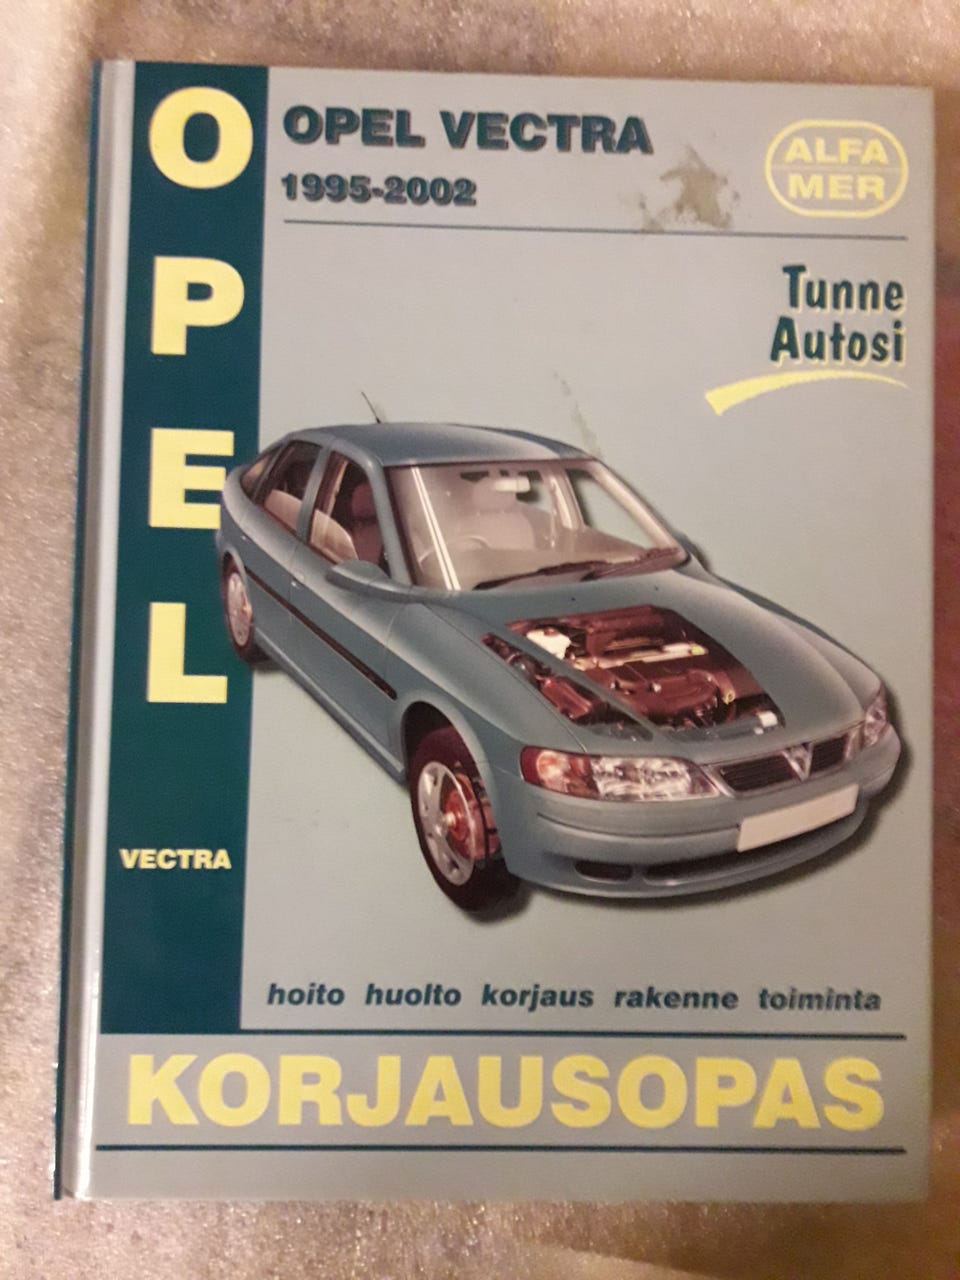 OPEL
OPEL VECTRA
1995-2002
ALFA
MER
Tunne
Autosi
VECTRA
hoito huolto korjaus rakenne toiminta
KORJAUSOPAS